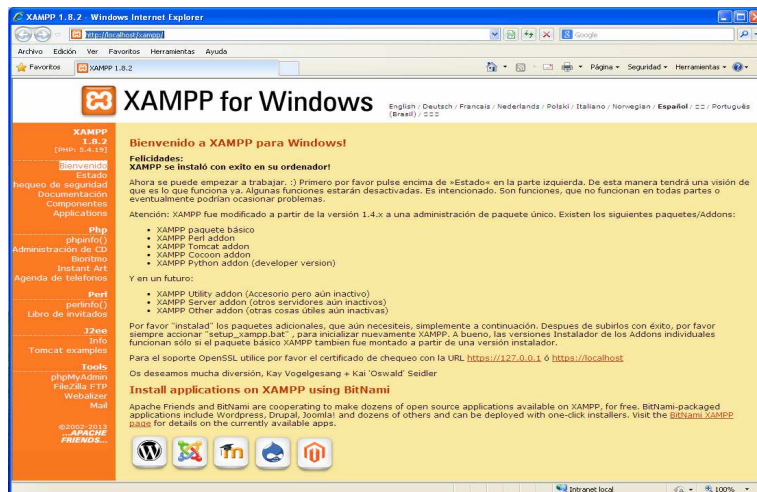 XAMPP 1.8.2 - Windows Internet Explorer
http://localhost/xampp/
Google
Archivo Edición Ver Favoritos Herramientas Ayuda
Favoritos XAMPP 1.8.2
Página Seguridad Herramientas
XAMPP for Windows
English / Deutsch / Francais / Nederlands / Polski / Italiano / Norwegian / Español / / Português
(Brasil) /
XAMPP
1.8.2
[PHP: 5.4.19]
Bienvenido
Estado
hequeo de seguridad
Documentación
Componentes
Applications
Php
phpinfo()
Administración de CD
Bioritmo
Instant Art
Agenda de telefonos
Perl
perlinfo()
Libro de invitados
J2ee
Info
Tomcat examples
Tools
phpMyAdmin
FileZilla FTP
Webalizer
Mail
©2002-2013
...APACHE
FRIENDS...
Bienvenido a XAMPP para Windows!
Felicidades:
XAMPP se instaló con exito en su ordenador!
Ahora se puede empezar a trabajar. :) Primero por favor pulse encima de »Estado« en la parte izquierda. De esta manera tendrá una visión de
que es lo que funciona ya. Algunas funciones estarán desactivadas. Es intencionado. Son funciones, que no funcionan en todas partes o
eventualmente podrían ocasionar problemas.
Atención: XAMPP fue modificado a partir de la versión 1.4.x a una administración de paquete único. Existen los siguientes paquetes/Addons:
• XAMPP paquete básico
• XAMPP Perl addon
• XAMPP Tomcat addon
• XAMPP Cocoon addon
• XAMPP Python addon (developer version)
Y en un futuro:
• XAMPP Utility addon (Accesorio pero aún inactivo)
• XAMPP Server addon (otros servidores aún inactivos)
• XAMPP Other addon (otras cosas útiles aún inactivas)
Por favor "instalad" los paquetes adicionales, que aún necesiteis, simplemente a continuación. Despues de subirlos con éxito, por favor
siempre accionar "setup_xampp.bat" , para inicializar nuevamente XAMPP. A bueno, las versiones Instalador de los Addons individuales
funcionán sólo si el paquete básico XAMPP tambien fue montado a partir de una versión instalador.
Para el soporte OpenSSL utilice por favor el certificado de chequeo con la URL https://127.0.0.1 ó https://localhost
Os deseamos mucha diversión, Kay Vogelgesang + Kai 'Oswald' Seidler
Install applications on XAMPP using BitNami
Apache Friends and BitNami are cooperating to make dozens of open source applications available on XAMPP, for free. BitNami-packaged
applications include Wordpress, Drupal, Joomla! and dozens of others and can be deployed with one-click installers. Visit the BitNami XAMPP
page for details on the currently available apps.
Intranet local
100%